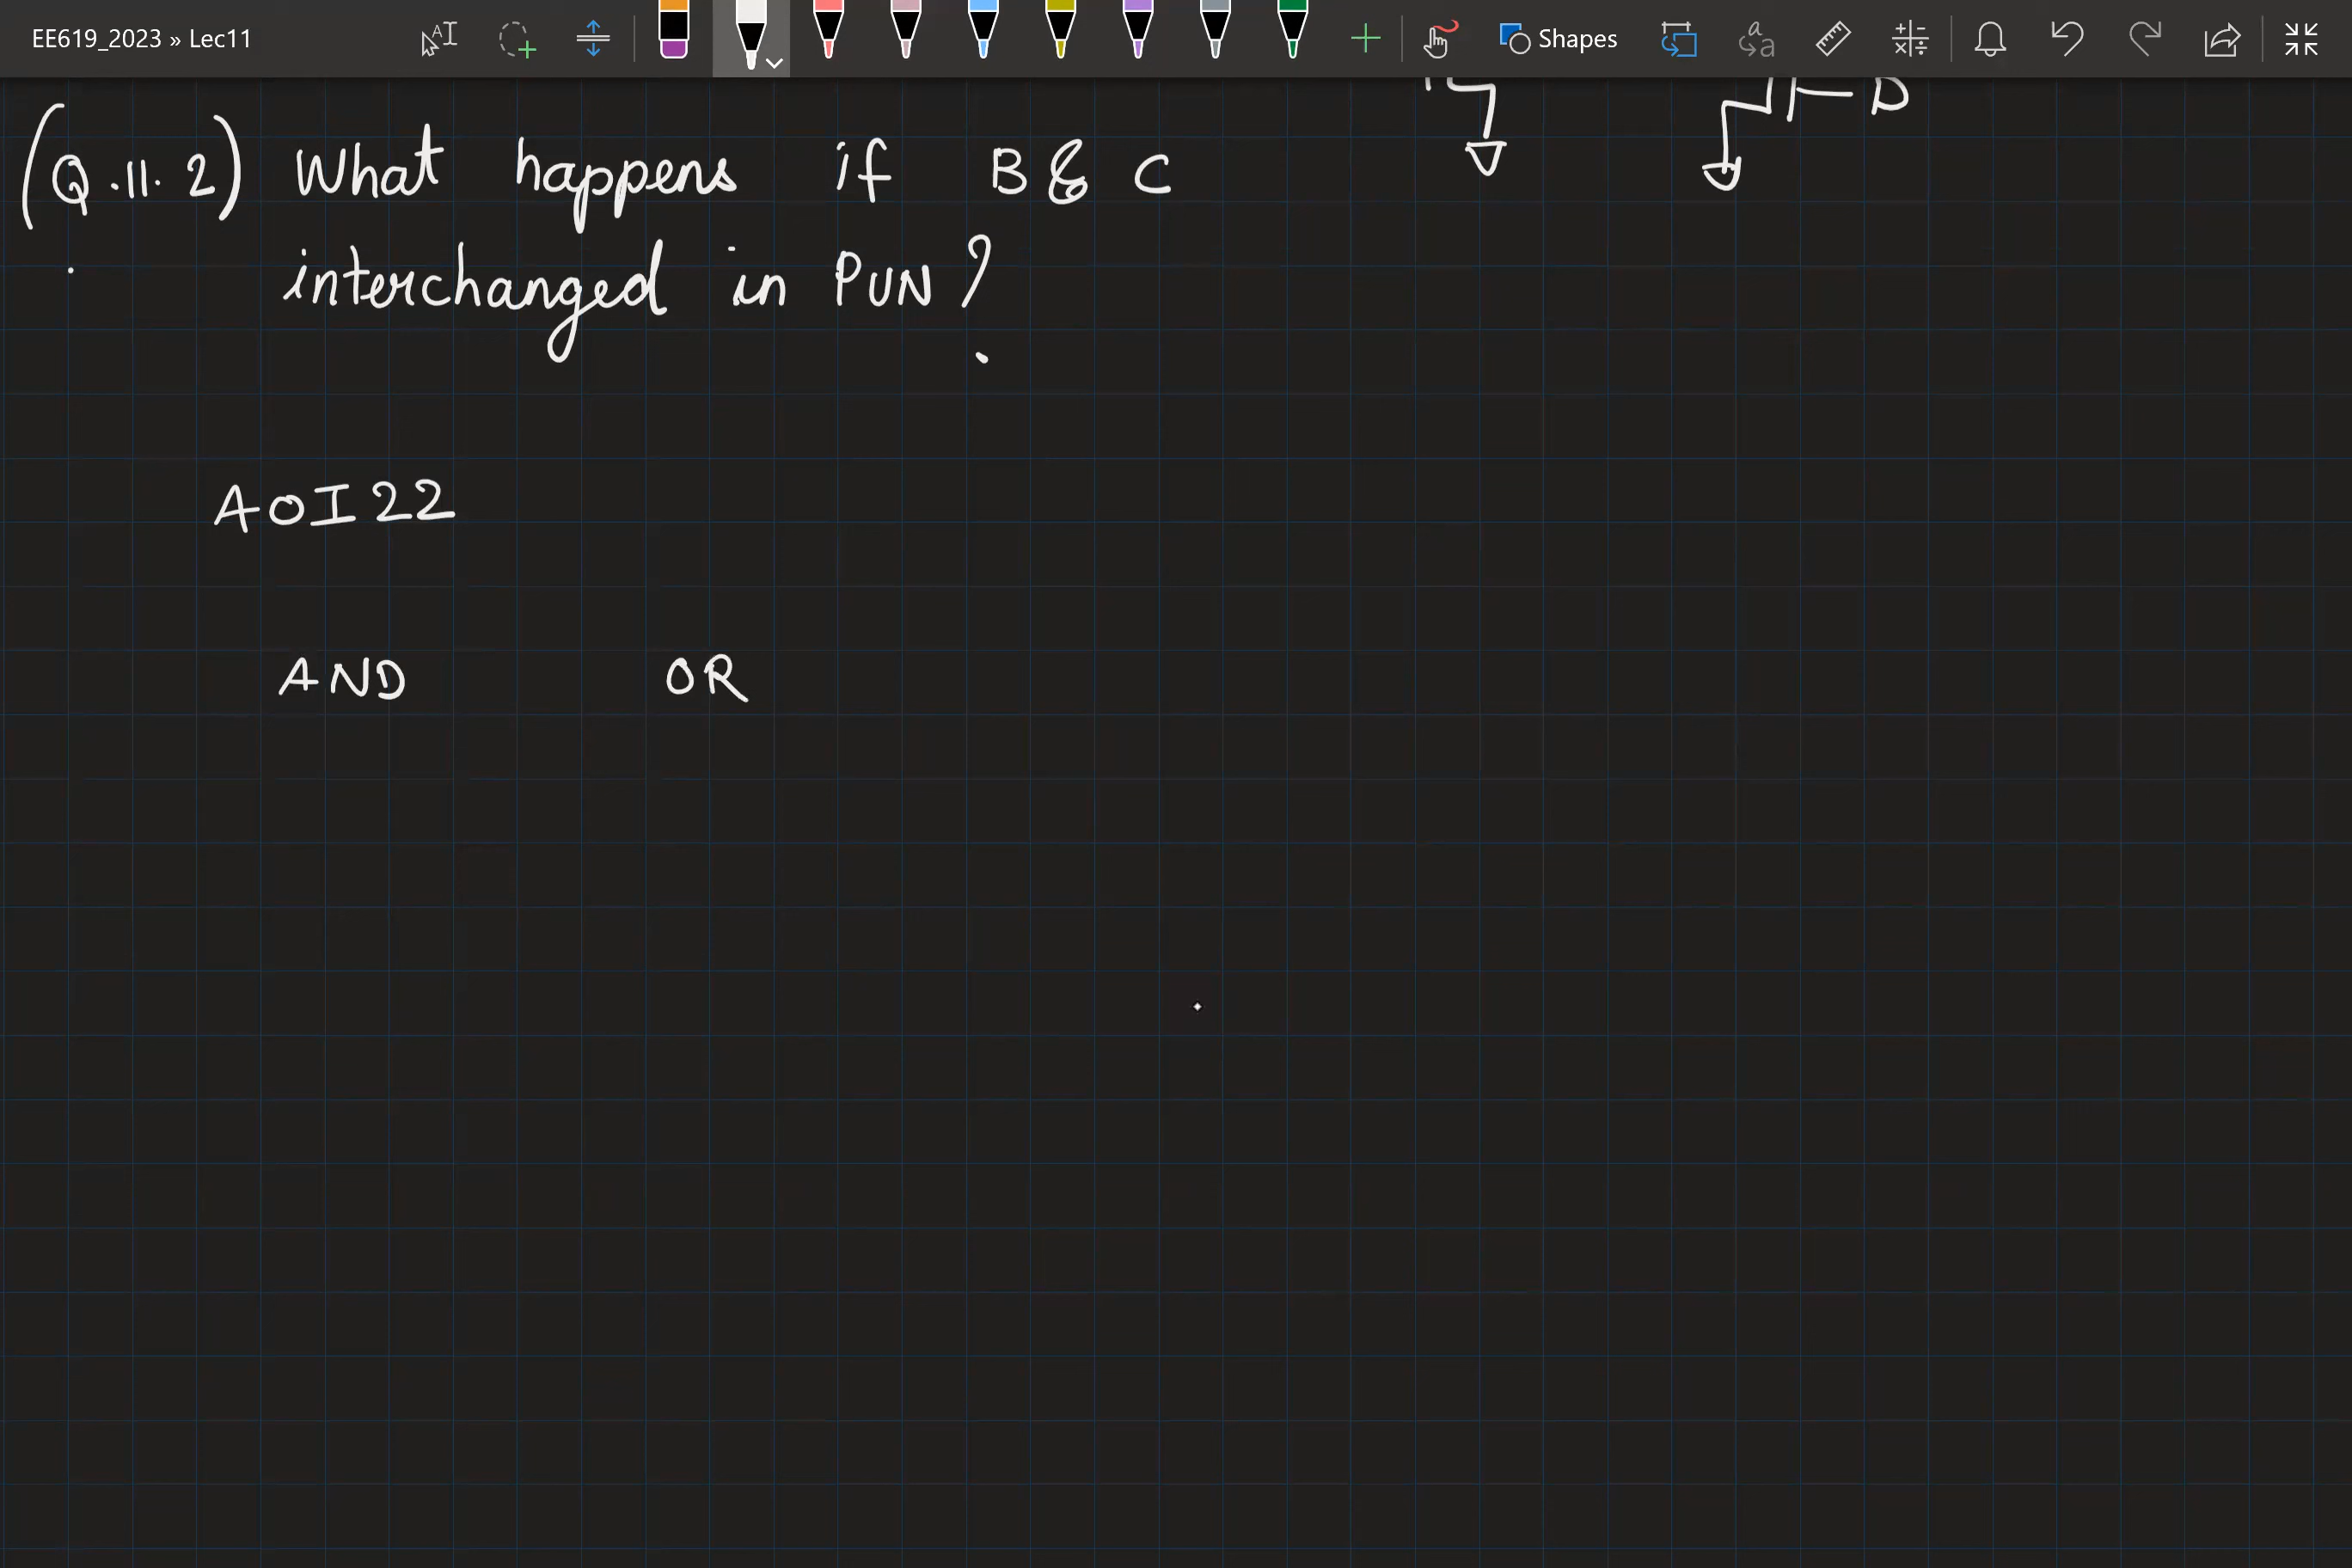 EE619_2023 » Lec11
Shapes
D
(Q.11.2) What happens if B & C
interchanged in PUN?
AOI22
AND OR